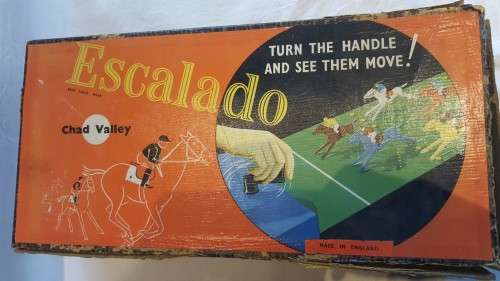 Escalado
TURN THE HANDLE
AND SEE THEM MOVE!
Chad Valley
MADE IN ENGLAND